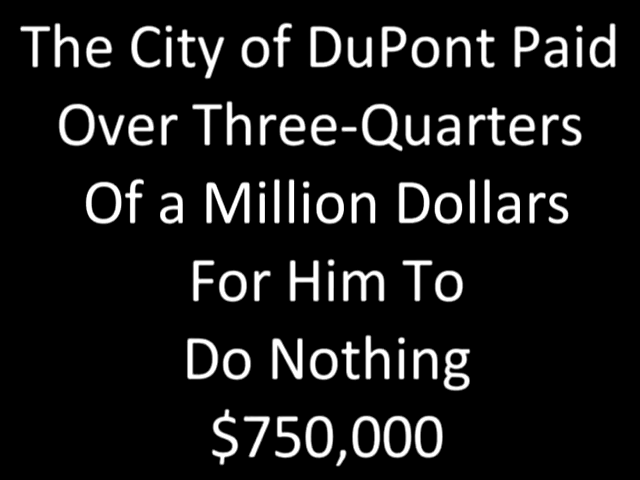 The City of DuPont Paid
Over Three-Quarters
Of a Million Dollars
For Him To
Do Nothing
$750,000